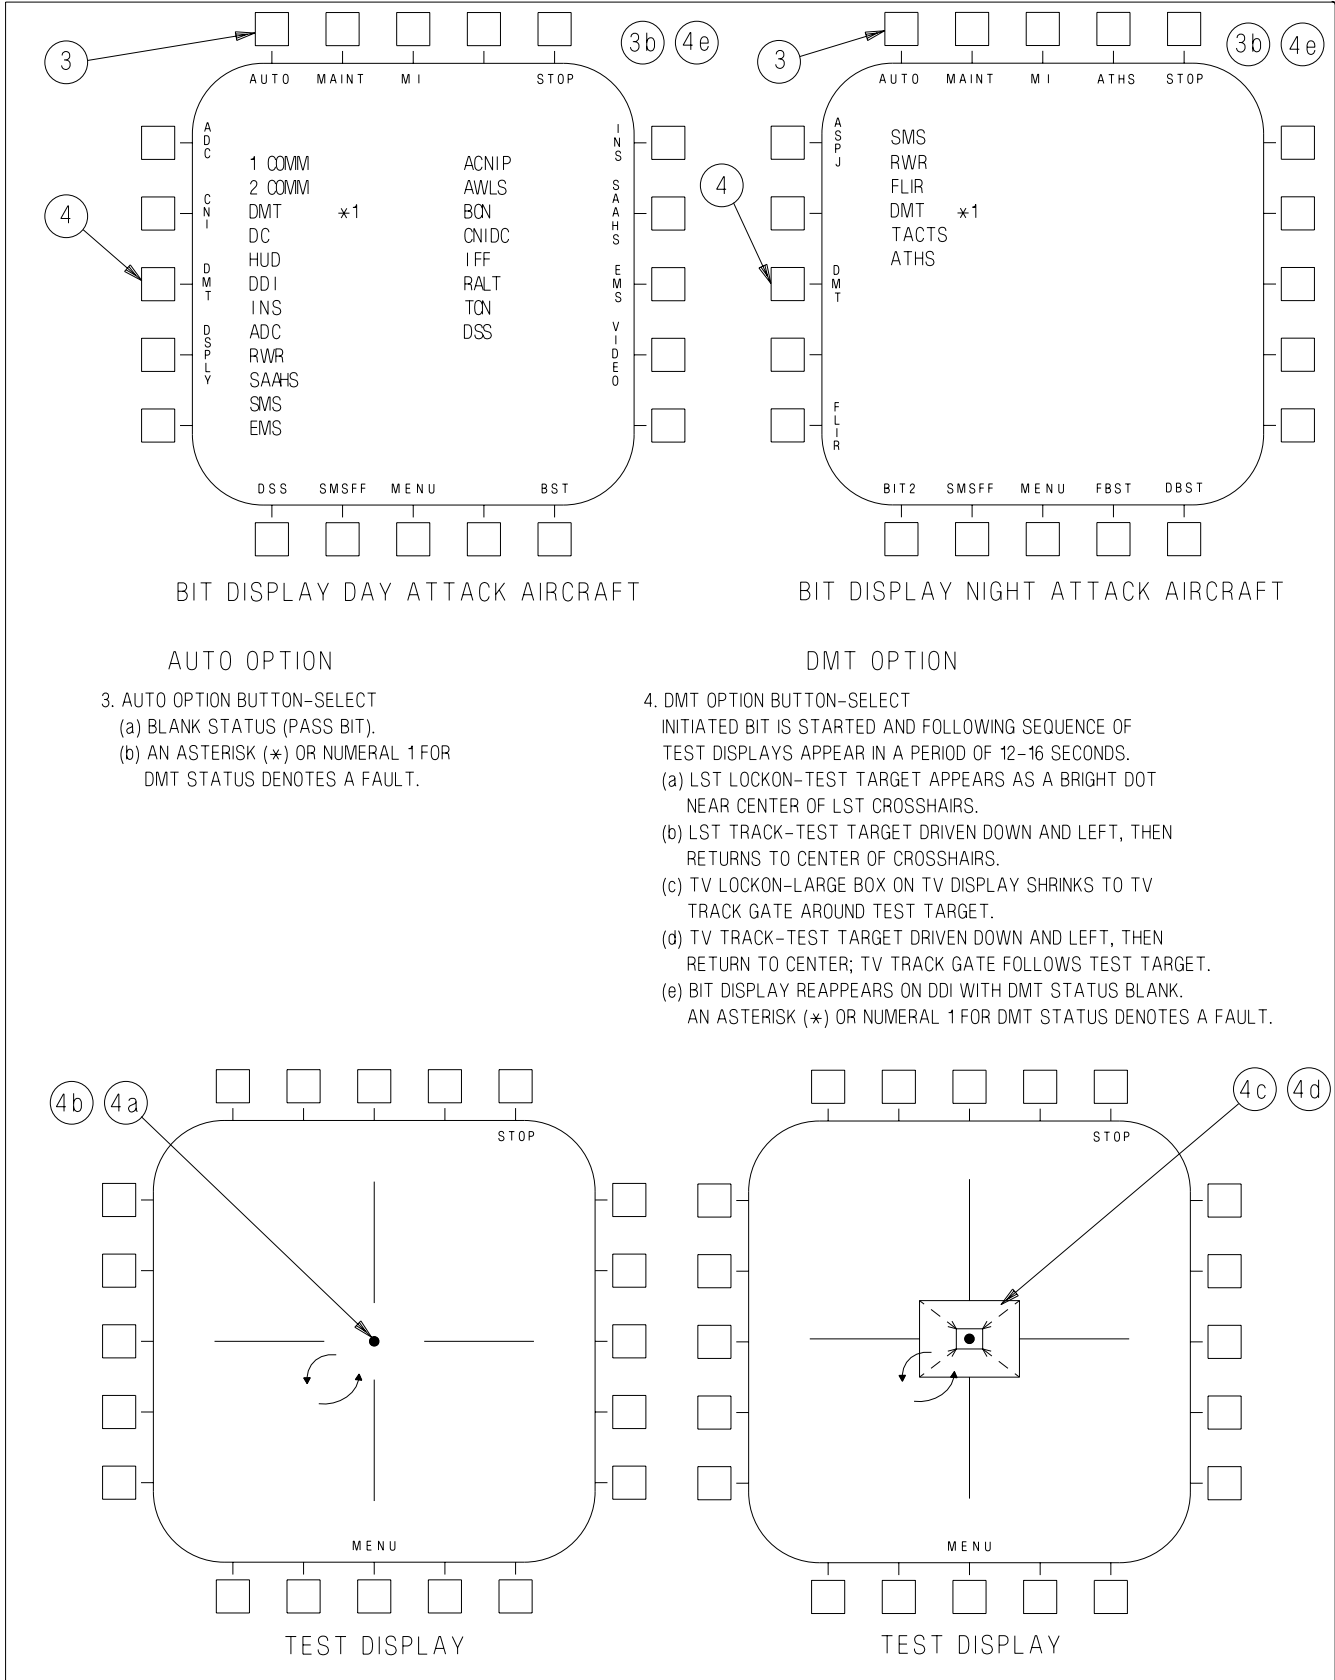 3
3b 4e
AUTO MAINT MI STOP
ADC
CNI
DMT
DSPLY
4
1 COMM
2 COMM
DMT *1
DC
HUD
DDI
INS
ADC
RWR
SAAHS
SMS
EMS
ACNIP
AWLS
BCN
CNIDC
IFF
RALT
TCN
DSS
INS
SAAHS
EMS
VIDEO
DSS SMSFF MENU BST
BIT DISPLAY DAY ATTACK AIRCRAFT
3
3b 4e
AUTO MAINT MI ATHS STOP
ASPJ
DMT
FLIR
4
SMS
RWR
FLIR
DMT *1
TACTS
ATHS
BIT2 SMSFF MENU FBST DBST
BIT DISPLAY NIGHT ATTACK AIRCRAFT
AUTO OPTION
3. AUTO OPTION BUTTON-SELECT
(a) BLANK STATUS (PASS BIT).
(b) AN ASTERISK (*) OR NUMERAL 1 FOR
DMT STATUS DENOTES A FAULT.
DMT OPTION
4. DMT OPTION BUTTON-SELECT
INITIATED BIT IS STARTED AND FOLLOWING SEQUENCE OF
TEST DISPLAYS APPEAR IN A PERIOD OF 12-16 SECONDS.
(a) LST LOCKON-TEST TARGET APPEARS AS A BRIGHT DOT
NEAR CENTER OF LST CROSSHAIRS.
(b) LST TRACK-TEST TARGET DRIVEN DOWN AND LEFT, THEN
RETURNS TO CENTER OF CROSSHAIRS.
(c) TV LOCKON-LARGE BOX ON TV DISPLAY SHRINKS TO TV
TRACK GATE AROUND TEST TARGET.
(d) TV TRACK-TEST TARGET DRIVEN DOWN AND LEFT, THEN
RETURN TO CENTER; TV TRACK GATE FOLLOWS TEST TARGET.
(e) BIT DISPLAY REAPPEARS ON DDI WITH DMT STATUS BLANK.
AN ASTERISK (*) OR NUMERAL 1 FOR DMT STATUS DENOTES A FAULT.
4b 4a
STOP
MENU
TEST DISPLAY
4c 4d
STOP
MENU
TEST DISPLAY